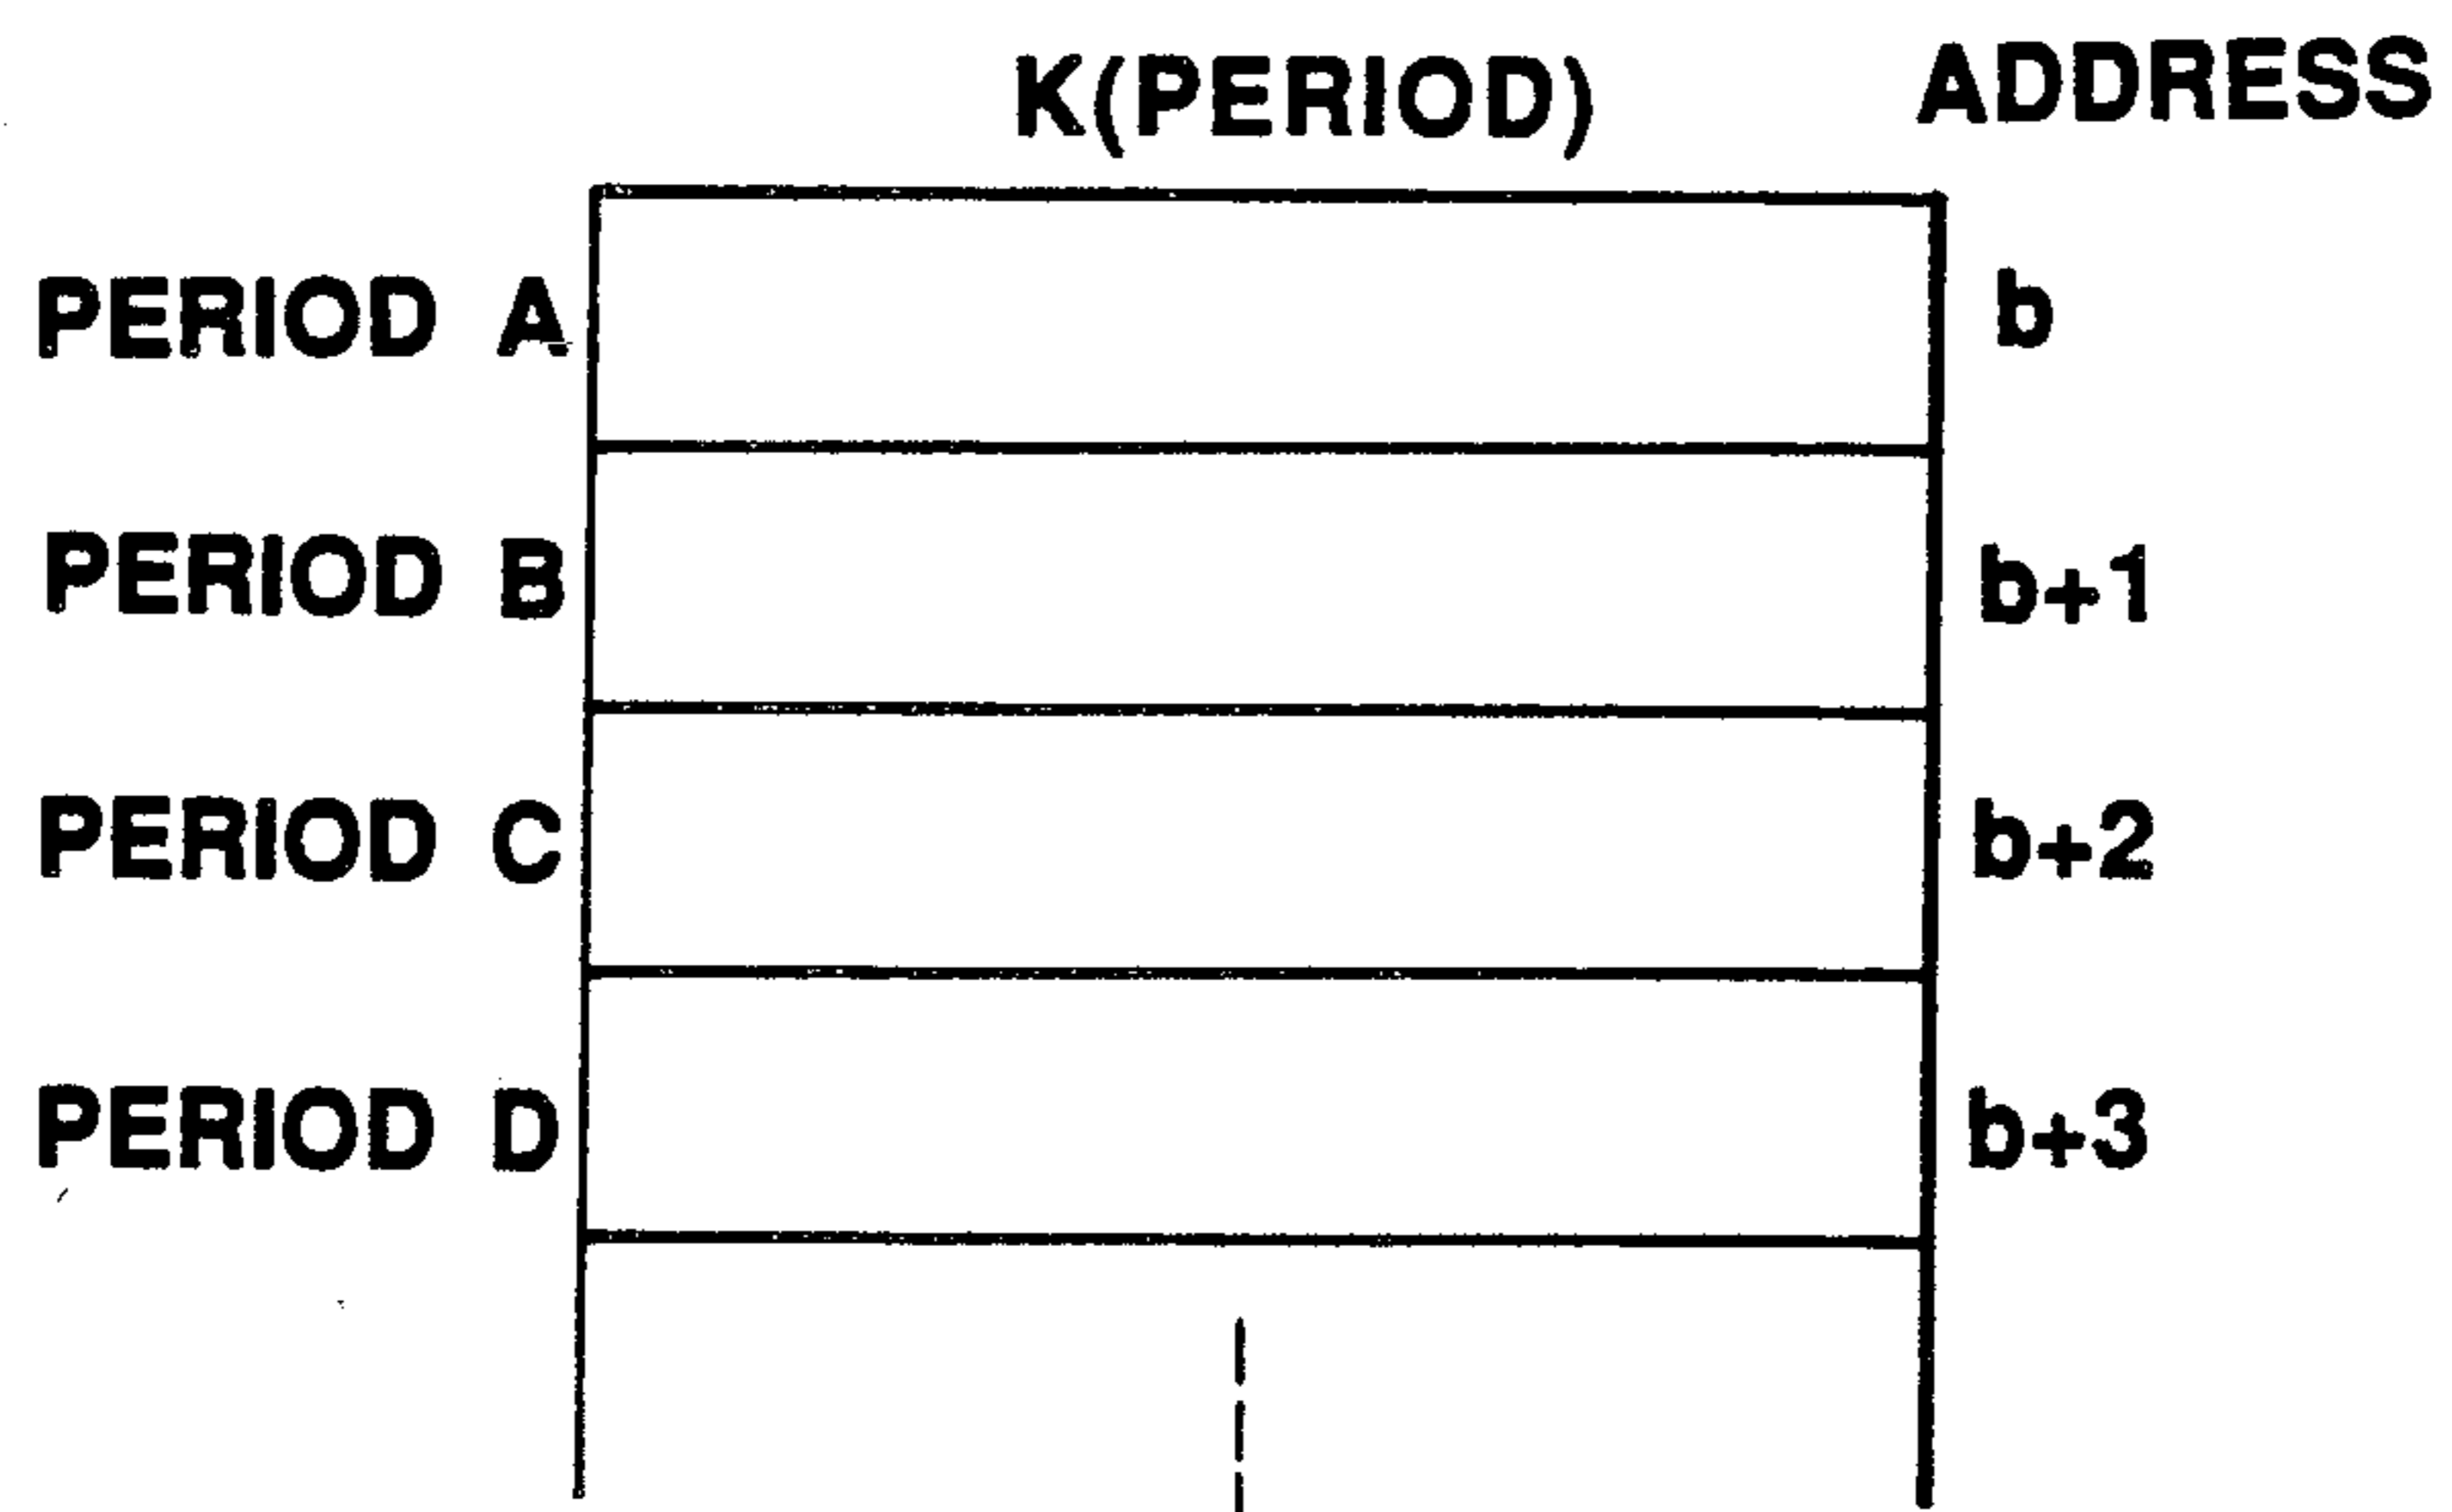 K(PERIOD) ADDRESS
PERIOD A b
PERIOD B b+1
PERIOD C b+2
PERIOD D b+3